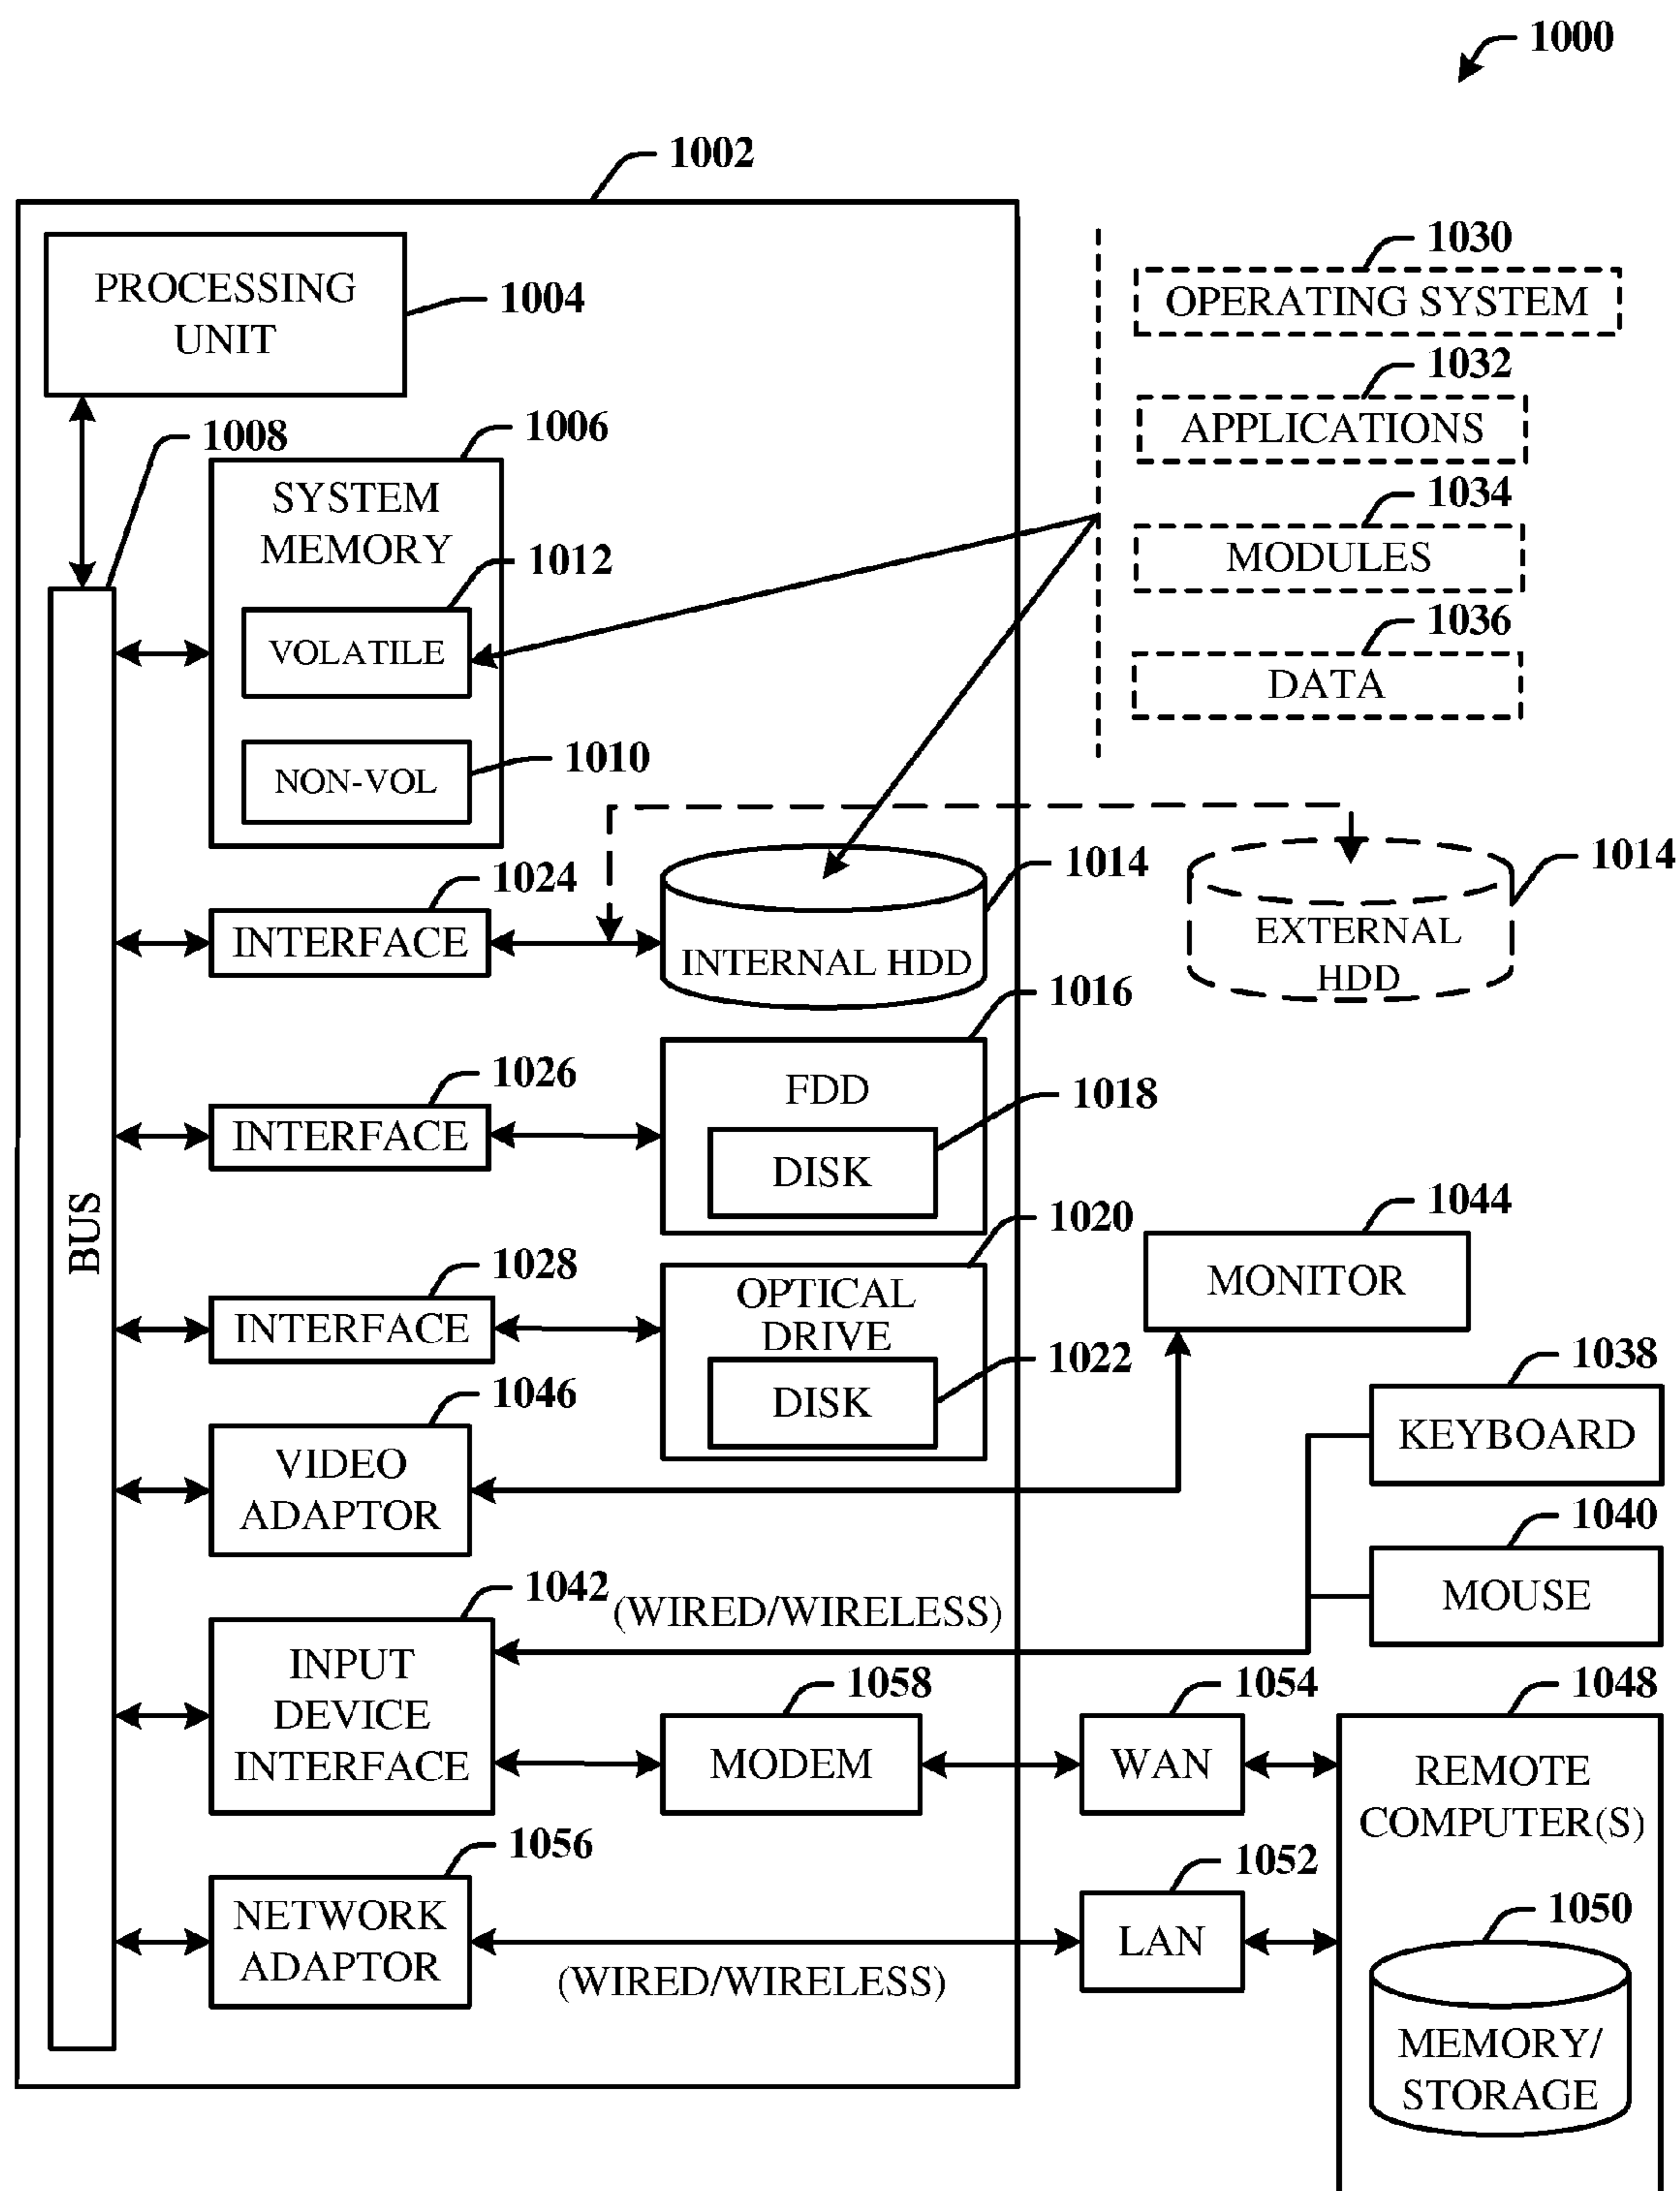 1000
1002
PROCESSING
UNIT
1004
1030
OPERATING SYSTEM
1032
APPLICATIONS
1034
MODULES
1036
DATA
1008
1006
SYSTEM
MEMORY
1012
VOLATILE
1010
NON-VOL
BUS
1024
INTERFACE
1014
INTERNAL HDD
1014
EXTERNAL
HDD
1016
FDD
1026
INTERFACE
1018
DISK
1020
OPTICAL
DRIVE
1028
INTERFACE
1022
DISK
1044
MONITOR
1046
VIDEO
ADAPTOR
1038
KEYBOARD
1040
MOUSE
1042
(WIRED/WIRELESS)
INPUT
DEVICE
INTERFACE
1058
MODEM
1054
WAN
1048
REMOTE
COMPUTER(S)
1056
NETWORK
ADAPTOR
(WIRED/WIRELESS)
1052
LAN
1050
MEMORY/
STORAGE